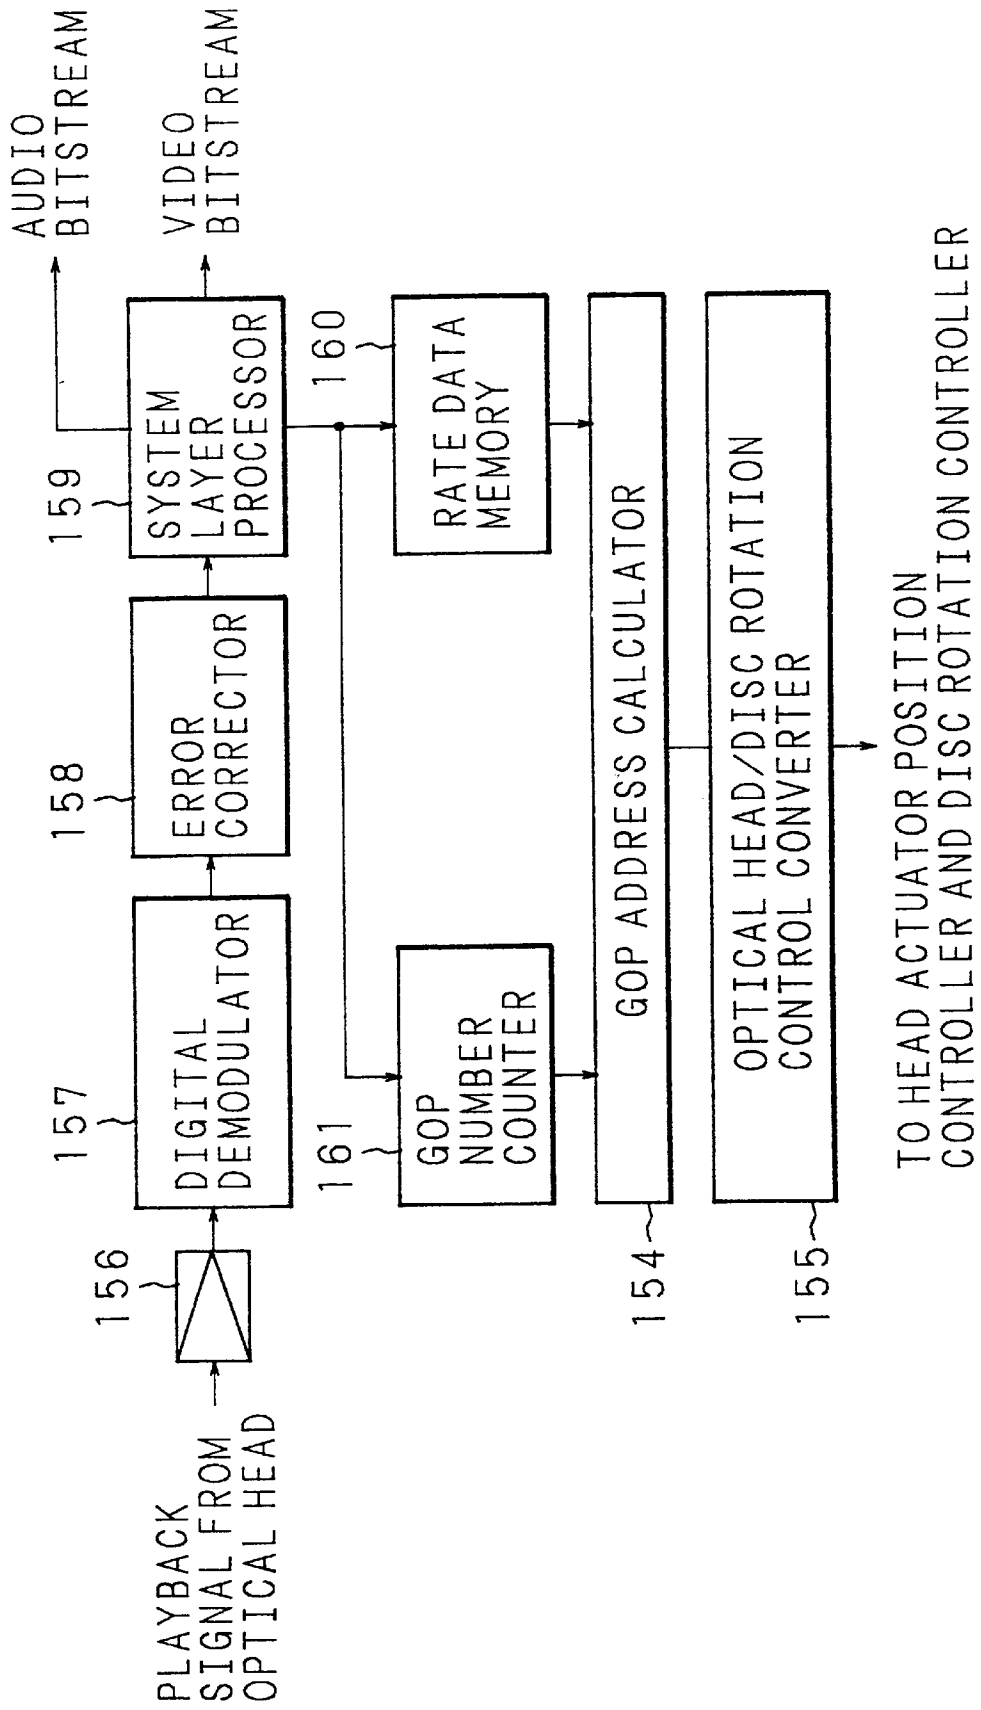 AUDIO
BITSTREAM
VIDEO
BITSTREAM
159
SYSTEM
LAYER
PROCESSOR
158
ERROR
CORRECTOR
157
DIGITAL
DEMODULATOR
156
PLAYBACK
SIGNAL FROM
OPTICAL HEAD
160
RATE DATA
MEMORY
161
GOP
NUMBER
COUNTER
GOP ADDRESS CALCULATOR
154
OPTICAL HEAD/DISC ROTATION
CONTROL CONVERTER
155
TO HEAD ACTUATOR POSITION
CONTROLLER AND DISC ROTATION CONTROLLER